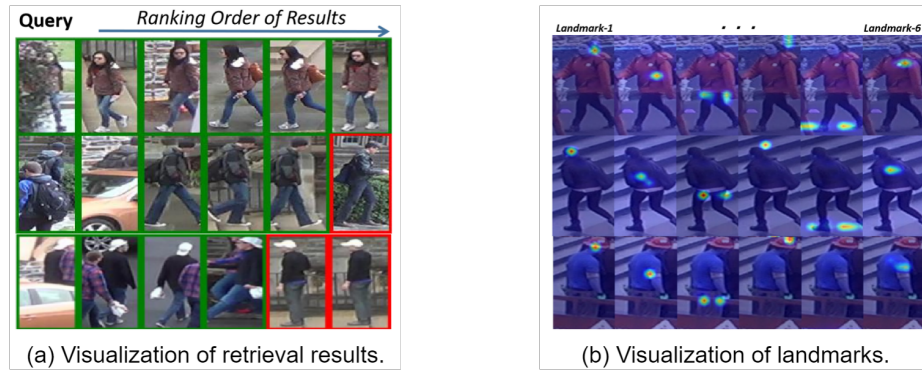 Query
Ranking Order of Results
Landmark-1 . . . Landmark-6
(a) Visualization of retrieval results.
(b) Visualization of landmarks.